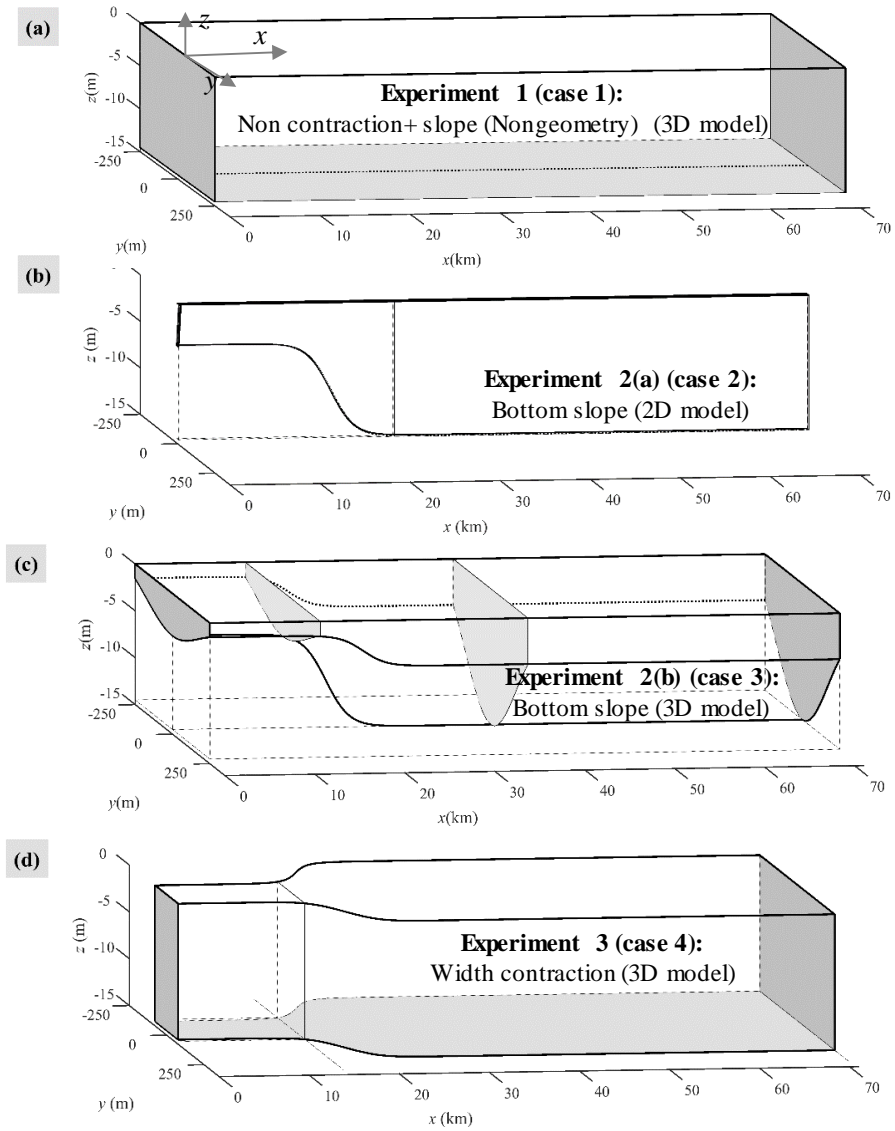 (a)
z
x
y
0
-5
-10
-15
z(m)
-250
0
250
y(m)
Experiment 1 (case 1):
Non contraction+ slope (Nongeometry) (3D model)
0 10 20 30 40 50 60 70
x(km)
(b)
0
-5
-10
-15
z (m)
-250
0
250
y (m)
Experiment 2(a) (case 2):
Bottom slope (2D model)
0 10 20 30 40 50 60 70
x (km)
(c)
0
-5
-10
-15
z(m)
-250
0
250
y(m)
Experiment 2(b) (case 3):
Bottom slope (3D model)
0 10 20 30 40 50 60 70
x(km)
(d)
0
-5
-10
-15
z (m)
-250
0
250
y (m)
Experiment 3 (case 4):
Width contraction (3D model)
0 10 20 30 40 50 60 70
x (km)